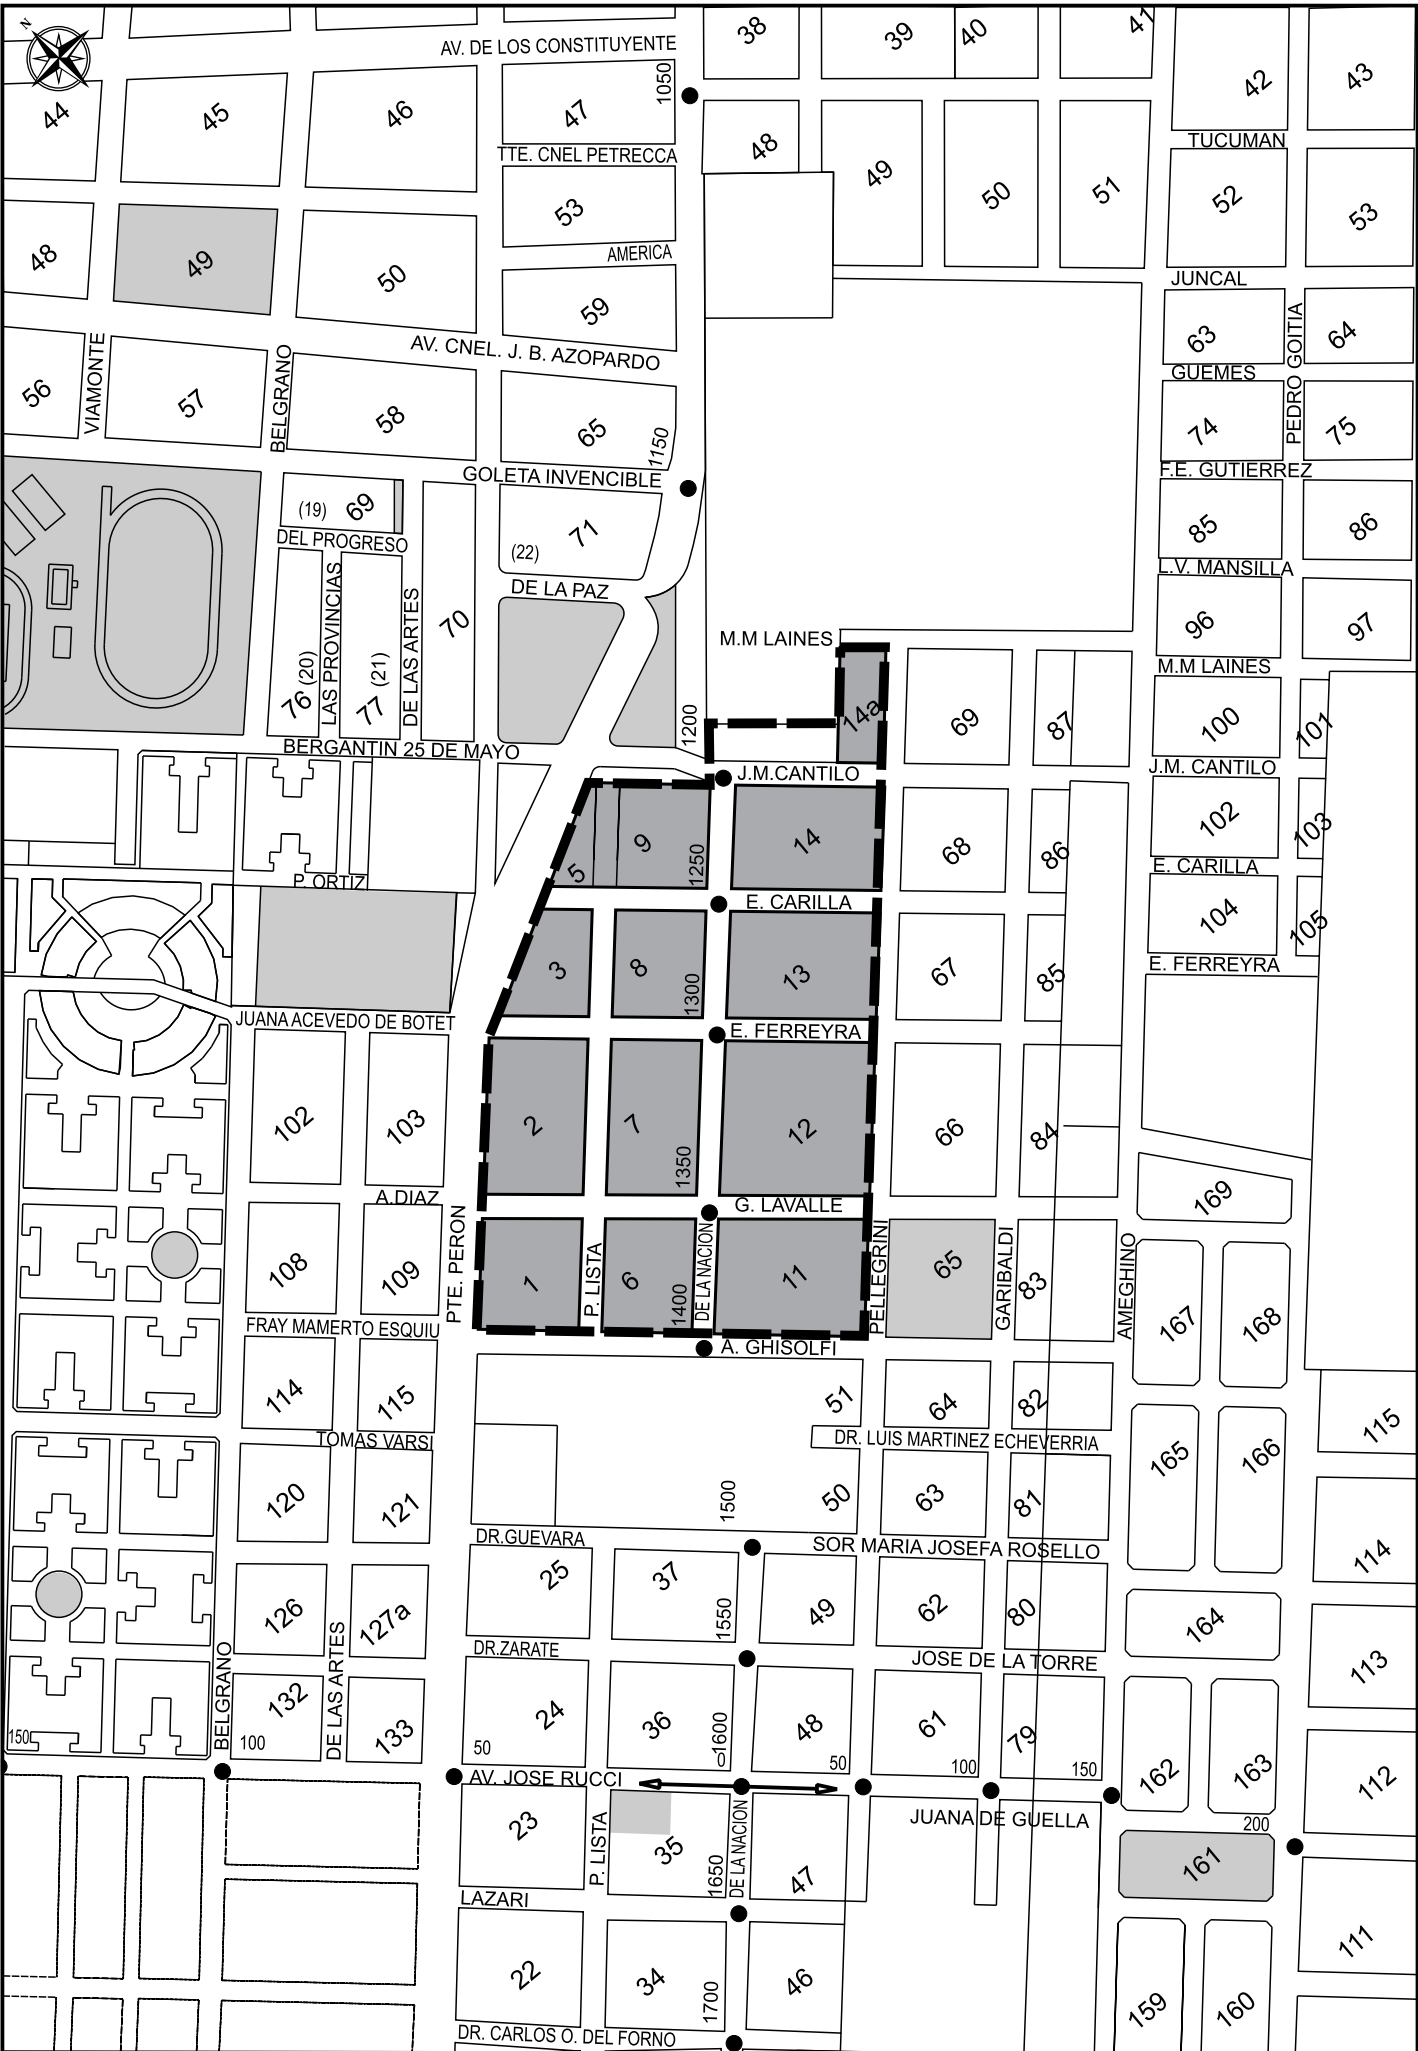 N
38
39
40
41
42
43
AV. DE LOS CONSTITUYENTE
1050
44
45
46
47
48
49
50
51
TUCUMAN
TTE. CNEL PETRECCA
52
53
53
48
49
50
AMERICA
59
JUNCAL
63
PEDRO GOITIA
64
AV. CNEL. J. B. AZOPARDO
GUEMES
56
VIAMONTE
57
BELGRANO
58
65
1150
74
75
F.E. GUTIERREZ
GOLETA INVENCIBLE
(19)
69
71
(22)
85
86
DEL PROGRESO
L.V. MANSILLA
DE LA PAZ
70
96
97
76 (20)
LAS PROVINCIAS
77 (21)
DE LAS ARTES
M.M LAINES
M.M LAINES
1200
14a
69
87
100
101
BERGANTIN 25 DE MAYO
J.M.CANTILO
J.M. CANTILO
5
9
1250
14
68
86
102
103
P. ORTIZ
E. CARILLA
E. CARILLA
3
8
1300
13
67
85
104
105
E. FERREYRA
JUANA ACEVEDO DE BOTET
E. FERREYRA
102
103
2
7
1350
12
66
84
A.DIAZ
G. LAVALLE
169
108
109
PTE. PERON
1
P. LISTA
6
1400
DE LA NACION
11
PELLEGRINI
65
GARIBALDI
83
AMEGHINO
167
168
FRAY MAMERTO ESQUIU
A. GHISOLFI
114
115
51
64
82
115
TOMAS VARSI
DR. LUIS MARTINEZ ECHEVERRIA
165
166
120
121
1500
50
63
81
DR.GUEVARA
SOR MARIA JOSEFA ROSELLO
114
25
37
1550
49
62
80
164
126
127a
DR.ZARATE
JOSE DE LA TORRE
113
BELGRANO
132
DE LAS ARTES
133
24
36
1600
48
61
79
162
163
112
150
100
50
0
50
100
150
AV. JOSE RUCCI
JUANA DE GUELLA
200
23
P. LISTA
35
1650
DE LA NACION
47
161
LAZARI
111
22
34
1700
46
159
160
DR. CARLOS O. DEL FORNO